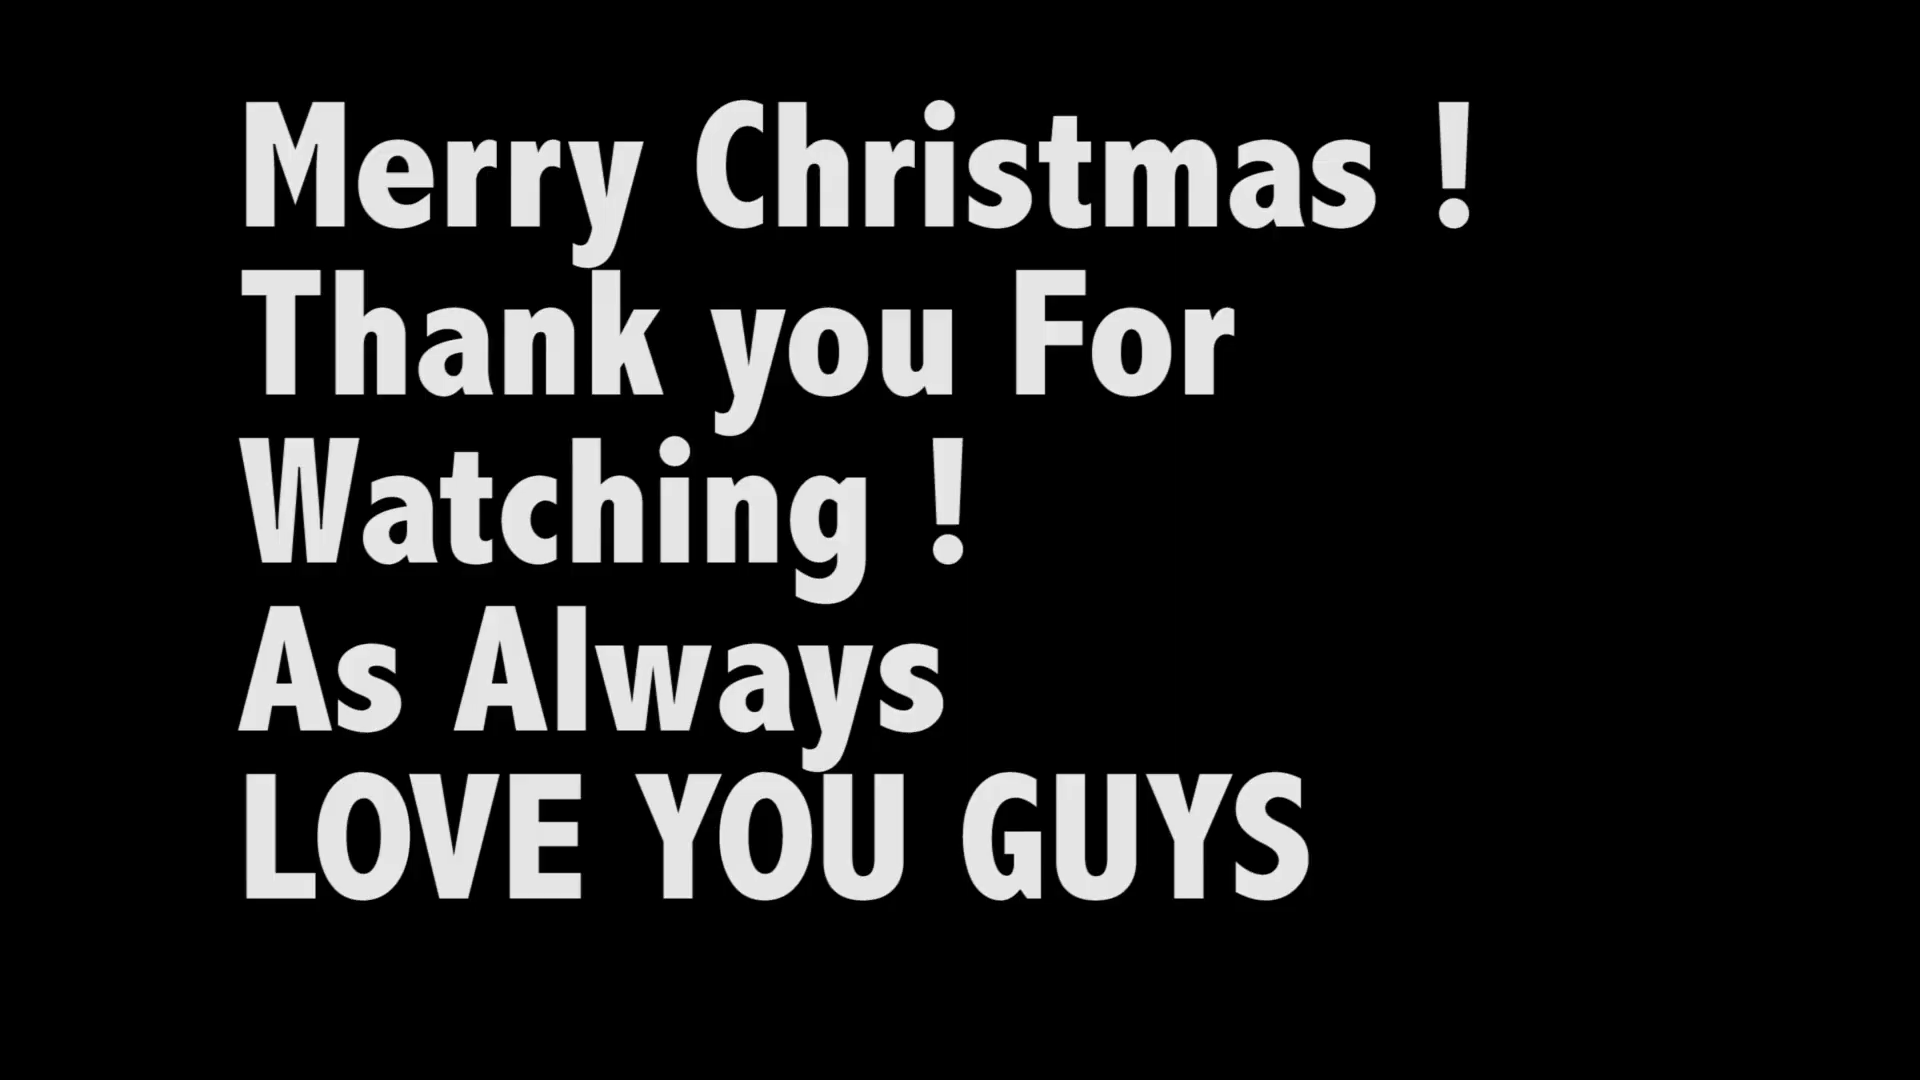 Merry Christmas !
Thank you For
Watching !
As Always
LOVE YOU GUYS